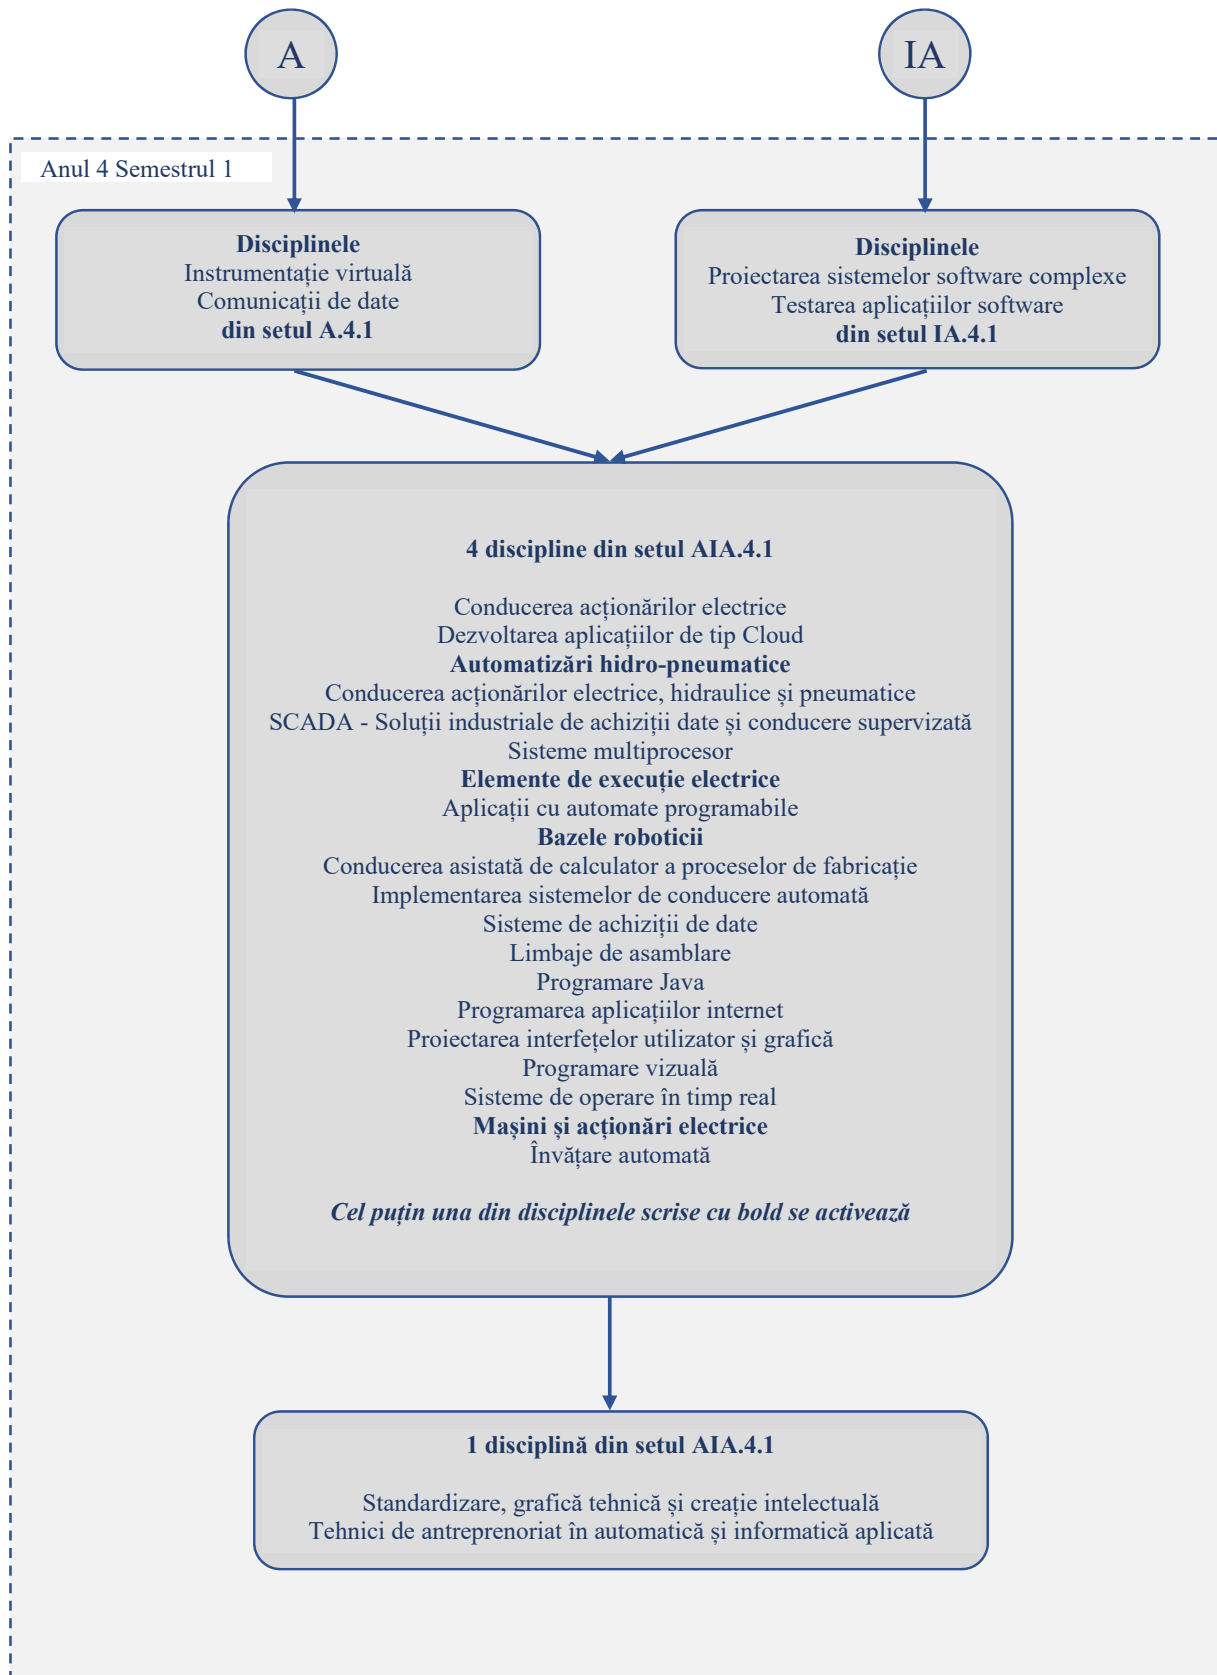 A
IA
Anul 4 Semestrul 1
Disciplinele
Instrumentație virtuală
Comunicații de date
din setul A.4.1
Disciplinele
Proiectarea sistemelor software complexe
Testarea aplicațiilor software
din setul IA.4.1
4 discipline din setul AIA.4.1
Conducerea acționărilor electrice
Dezvoltarea aplicațiilor de tip Cloud
Automatizări hidro-pneumatice
Conducerea acționărilor electrice, hidraulice și pneumatice
SCADA - Soluții industriale de achiziții date și conducere supervizată
Sisteme multiprocesor
Elemente de execuție electrice
Aplicații cu automate programabile
Bazele roboticii
Conducerea asistată de calculator a proceselor de fabricație
Implementarea sistemelor de conducere automată
Sisteme de achiziții de date
Limbaje de asamblare
Programare Java
Programarea aplicațiilor internet
Proiectarea interfețelor utilizator și grafică
Programare vizuală
Sisteme de operare în timp real
Mașini și acționări electrice
Învățare automată
Cel puțin una din disciplinele scrise cu bold se activează
1 disciplină din setul AIA.4.1
Standardizare, grafică tehnică și creație intelectuală
Tehnici de antreprenoriat în automatică și informatică aplicată